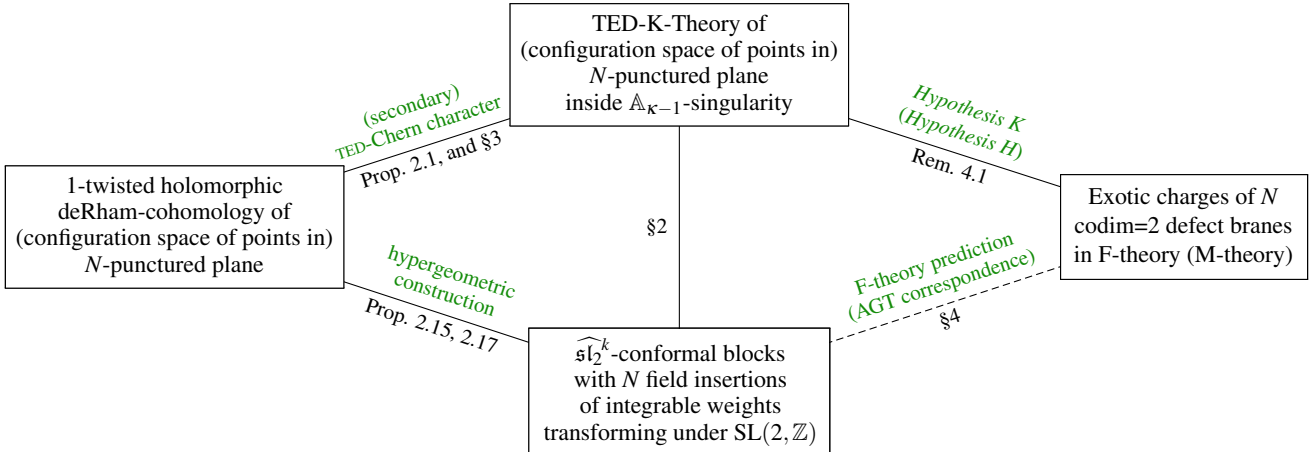 TED-K-Theory of
(configuration space of points in)
N-punctured plane
inside 𝔸κ−1-singularity
(secondary)
TED-Chern character
Prop. 2.1, and §3
Hypothesis K
(Hypothesis H)
Rem. 4.1
1-twisted holomorphic
deRham-cohomology of
(configuration space of points in)
N-punctured plane
§2
Exotic charges of N
codim=2 defect branes
in F-theory (M-theory)
hypergeometric
construction
Prop. 2.15, 2.17
F-theory prediction
(AGT correspondence)
§4
$\widehat{\mathfrak{sl}_2}^k$-conformal blocks
with N field insertions
of integrable weights
transforming under SL(2,ℤ)